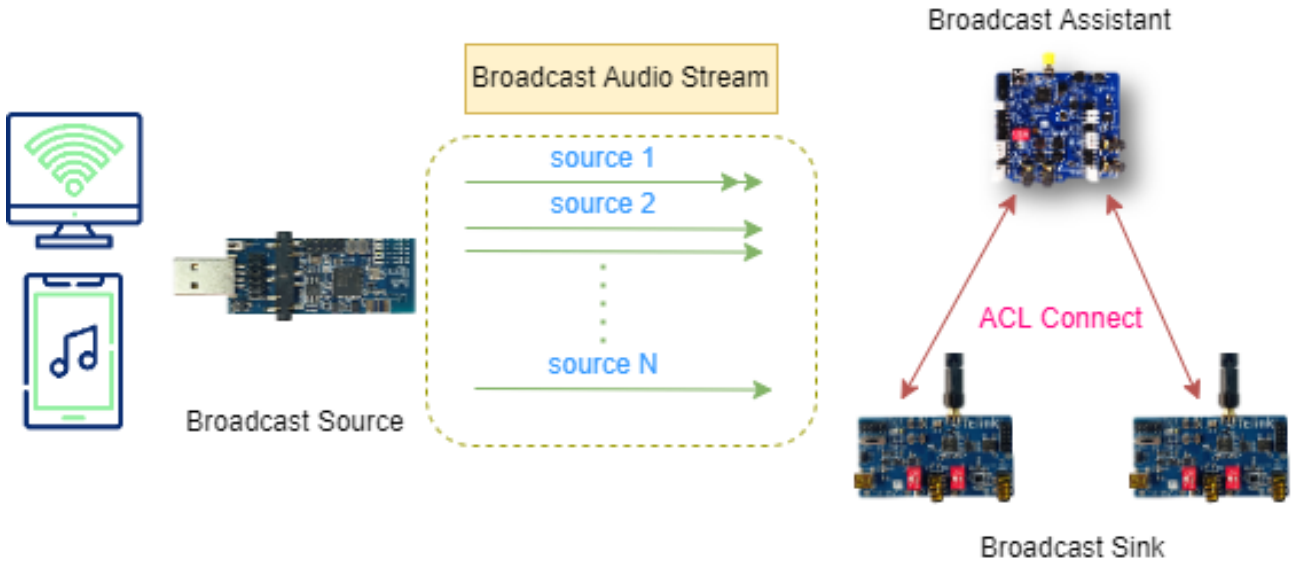 Broadcast Assistant
Broadcast Audio Stream
source 1
source 2
source N
ACL Connect
Broadcast Source
Broadcast Sink